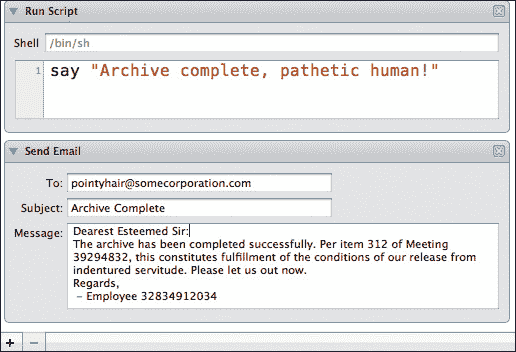 Run Script
Shell /bin/sh
1 say "Archive complete, pathetic human!"
Send Email
To: pointyhair@somecorporation.com
Subject: Archive Complete
Message: Dearest Esteemed Sir:
The archive has been completed successfully. Per item 312 of Meeting
39294832, this constitutes fulfillment of the conditions of our release from
indentured servitude. Please let us out now.
Regards,
– Employee 32834912034